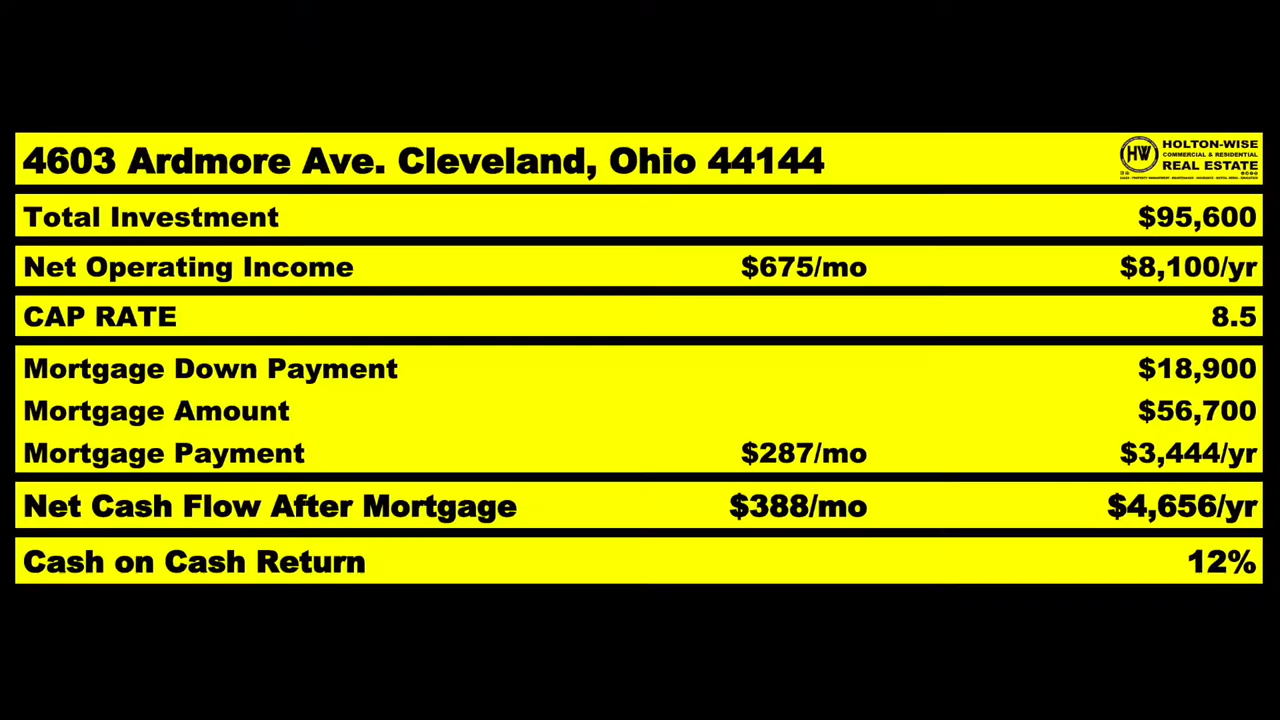 4603 Ardmore Ave. Cleveland, Ohio 44144
HW
HOLTON-WISE
COMMERCIAL & RESIDENTIAL
REAL ESTATE
Total Investment $95,600
Net Operating Income $675/mo $8,100/yr
CAP RATE 8.5
Mortgage Down Payment $18,900
Mortgage Amount $56,700
Mortgage Payment $287/mo $3,444/yr
Net Cash Flow After Mortgage $388/mo $4,656/yr
Cash on Cash Return 12%